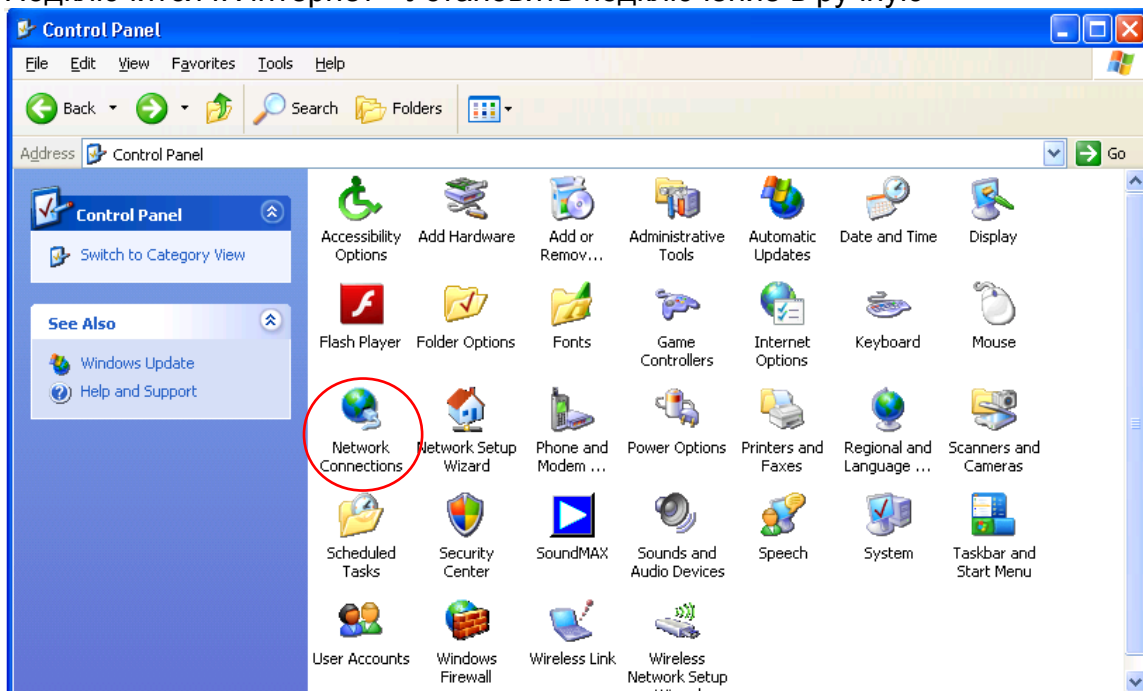 Подключится к Интернет - Установить подключение в ручную
Control Panel
File Edit View Favorites Tools Help
Back Search Folders
Address Control Panel Go
Control Panel
Switch to Category View
See Also
Windows Update
Help and Support
Accessibility Options
Add Hardware
Add or Remov...
Administrative Tools
Automatic Updates
Date and Time
Display
Flash Player
Folder Options
Fonts
Game Controllers
Internet Options
Keyboard
Mouse
Network Connections
Network Setup Wizard
Phone and Modem ...
Power Options
Printers and Faxes
Regional and Language ...
Scanners and Cameras
Scheduled Tasks
Security Center
SoundMAX
Sounds and Audio Devices
Speech
System
Taskbar and Start Menu
User Accounts
Windows Firewall
Wireless Link
Wireless Network Setup